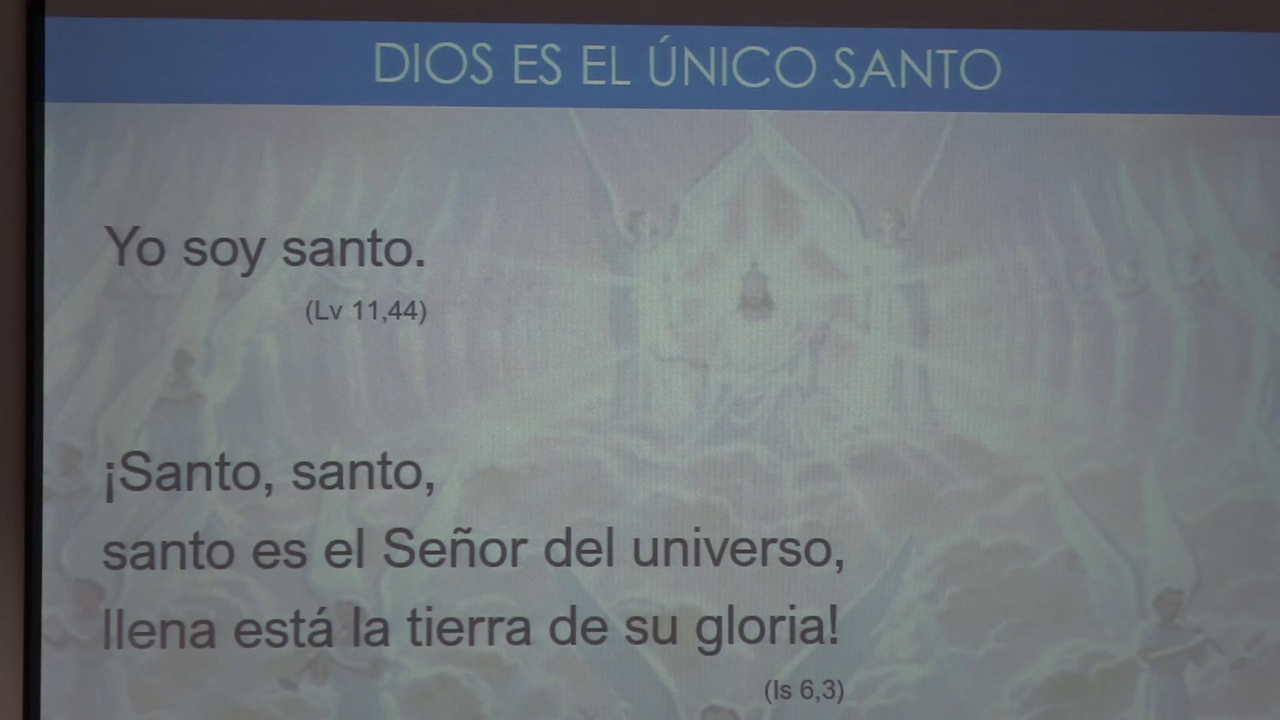 DIOS ES EL ÚNICO SANTO
Yo soy santo.
(Lv 11,44)
¡Santo, santo,
santo es el Señor del universo,
llena está la tierra de su gloria!
(Is 6,3)